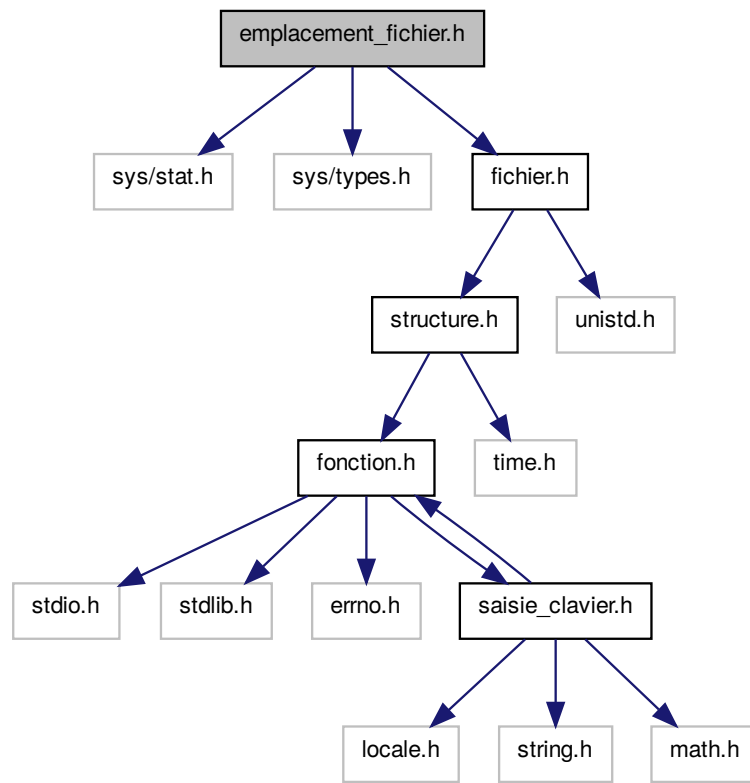 emplacement_fichier.h
sys/stat.h
sys/types.h
fichier.h
structure.h
unistd.h
fonction.h
time.h
stdio.h
stdlib.h
errno.h
saisie_clavier.h
locale.h
string.h
math.h